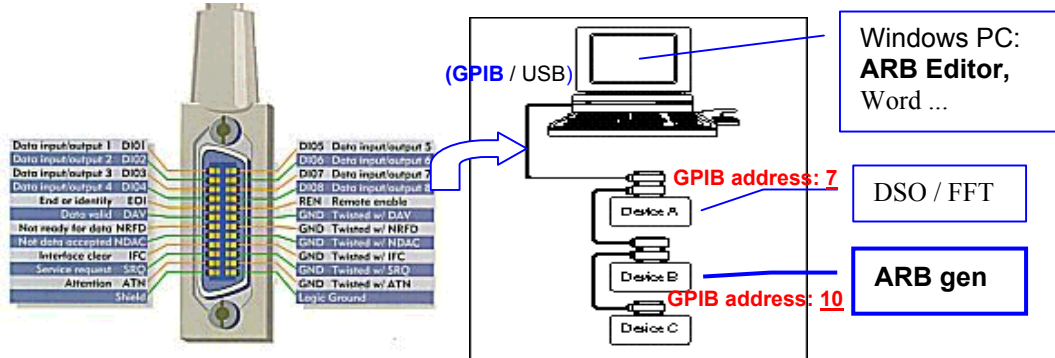 Data input/output 1 DIO1
Data input/output 2 DIO2
Data input/output 3 DIO3
Data input/output 4 DIO4
End or identify EOI
Data valid DAV
Not ready for data NRFD
Not data accepted NDAC
Interface clear IFC
Service request SRQ
Attention ATN
Shield
DIO5 Data input/output 5
DIO6 Data input/output 6
DIO7 Data input/output 7
DIO8 Data input/output 8
REN Remote enable
GND Twisted w/ DAV
GND Twisted w/ NRFD
GND Twisted w/ NDAC
GND Twisted w/ IFC
GND Twisted w/ SRQ
GND Twisted w/ ATN
Logic Ground
(GPIB / USB)
Windows PC:
ARB Editor,
Word ...
GPIB address: 7
Device A
DSO / FFT
Device B
ARB gen
GPIB address: 10
Device C